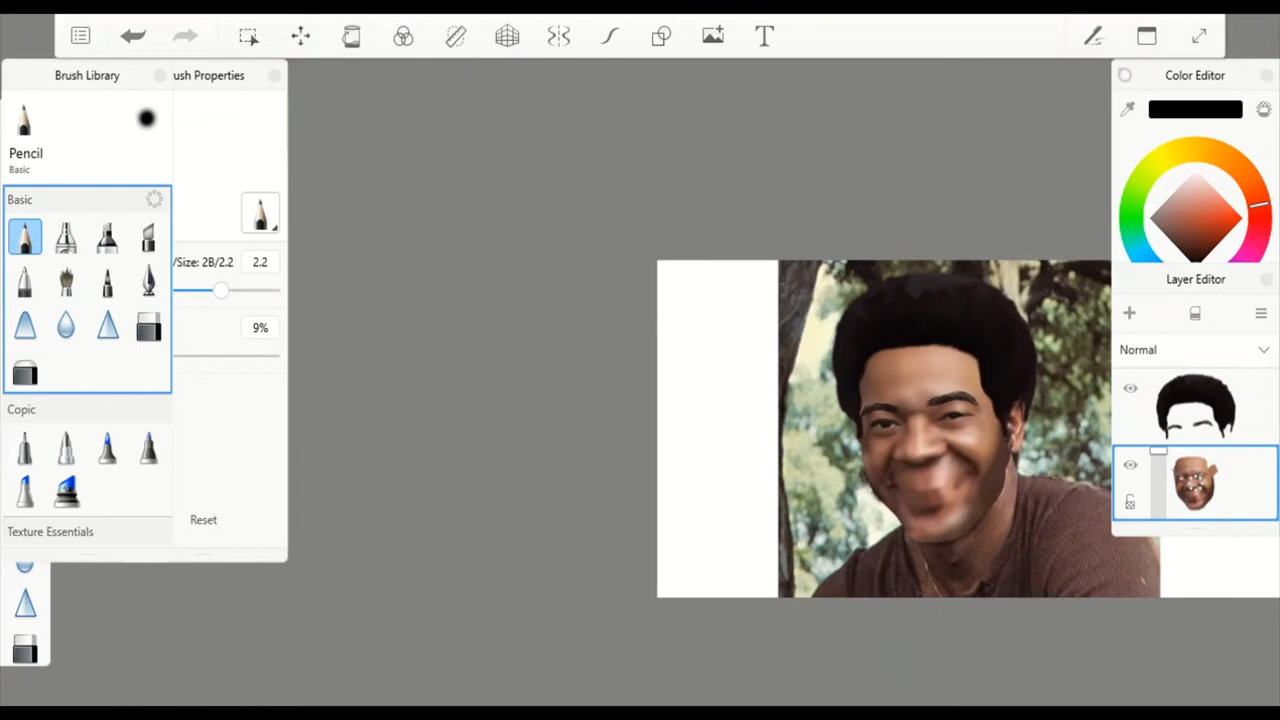 Brush Library
ush Properties
Color Editor
Pencil
Basic
Basic
/Size: 2B/2.2
2.2
9%
Layer Editor
Normal
Copic
Reset
Texture Essentials
T